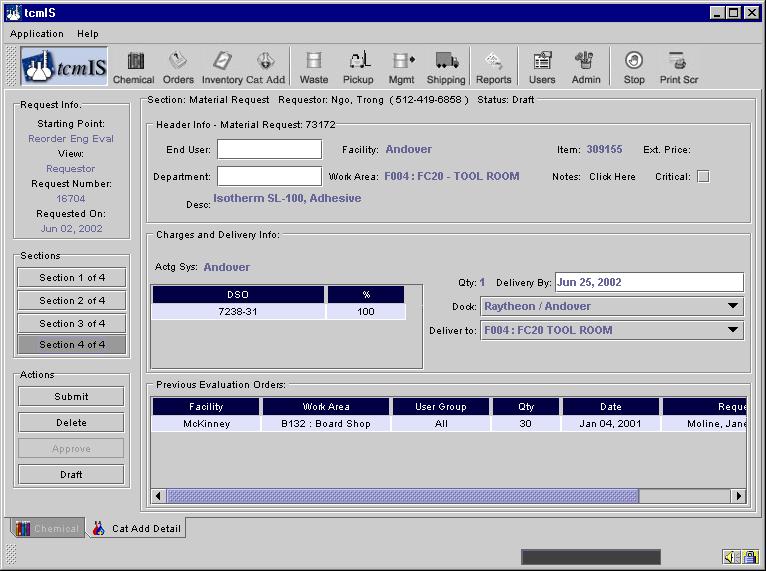 tcmIS
Application Help
tcmIS Chemical Orders Inventory Cat Add Waste Pickup Mgmt Shipping Reports Users Admin Stop Print Scr
Request Info.
Starting Point:
Reorder Eng Eval
View:
Requestor
Request Number:
16704
Requested On:
Jun 02, 2002
Sections
Section 1 of 4
Section 2 of 4
Section 3 of 4
Section 4 of 4
Actions
Submit
Delete
Approve
Draft
Section: Material Request Requestor: Ngo, Trong ( 512-419-6858 ) Status: Draft
Header Info - Material Request: 73172
End User: Facility: Andover Item: 309155 Ext. Price:
Department: Work Area: F004 : FC20 - TOOL ROOM Notes: Click Here Critical:
Desc: Isotherm SL-100, Adhesive
Charges and Delivery Info:
Actg Sys: Andover
DSO %
7238-31 100
Qty: 1 Delivery By: Jun 25, 2002
Dock: Raytheon / Andover
Deliver to: F004 : FC20 TOOL ROOM
Previous Evaluation Orders:
Facility Work Area User Group Qty Date Reque
McKinney B132 : Board Shop All 30 Jan 04, 2001 Moline, Jane
Chemical Cat Add Detail